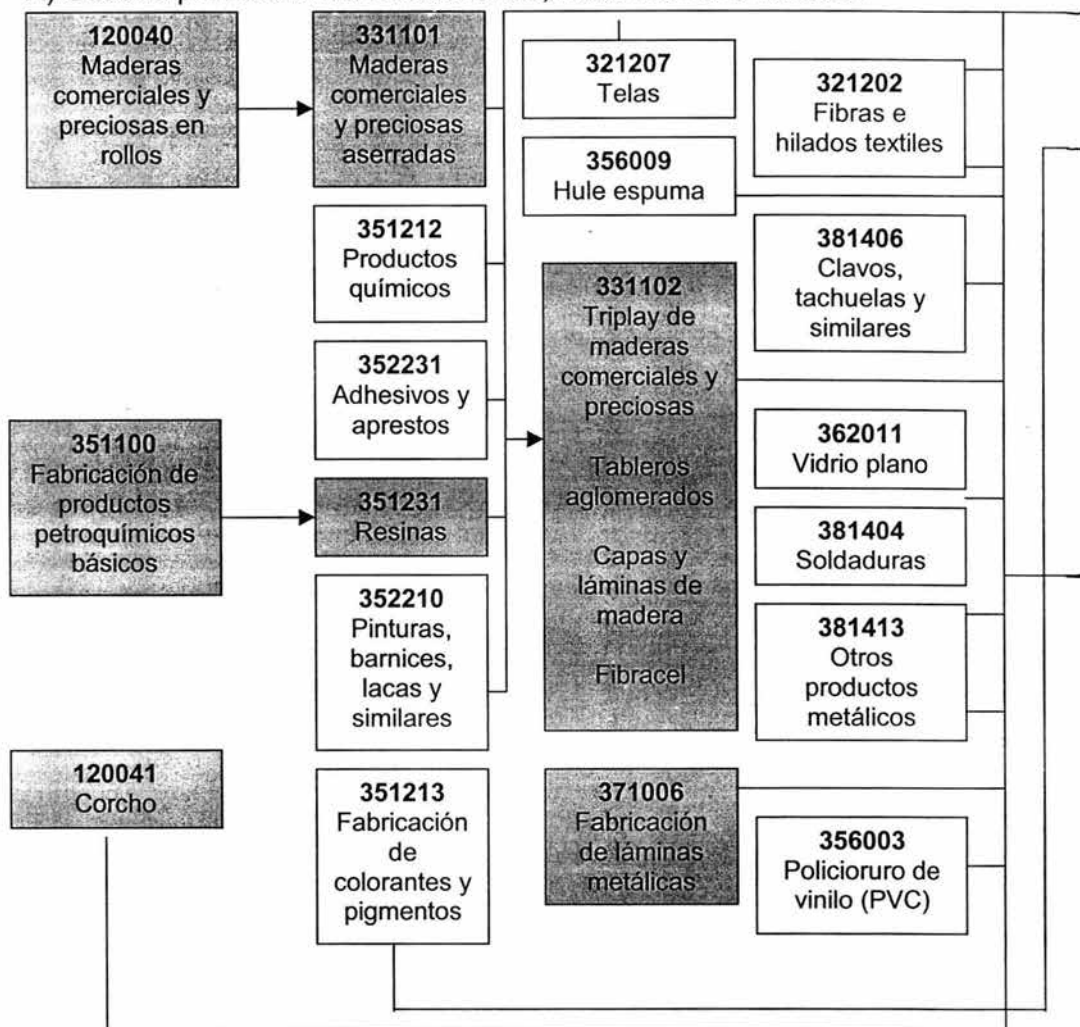 120040
Maderas
comerciales y
preciosas en
rollos
331101
Maderas
comerciales
y preciosas
aserradas
321207
Telas
321202
Fibras e
hilados textiles
356009
Hule espuma
351212
Productos
químicos
381406
Clavos,
tachuelas y
similares
331102
Triplay de
maderas
comerciales y
preciosas
Tableros
aglomerados
Capas y
láminas de
madera
Fibracel
352231
Adhesivos y
aprestos
351100
Fabricación de
productos
petroquímicos
básicos
351231
Resinas
362011
Vidrio plano
381404
Soldaduras
352210
Pinturas,
barnices,
lacas y
similares
381413
Otros
productos
metálicos
120041
Corcho
351213
Fabricación
de
colorantes y
pigmentos
371006
Fabricación
de láminas
metálicas
356003
Policioruro de
vinilo (PVC)